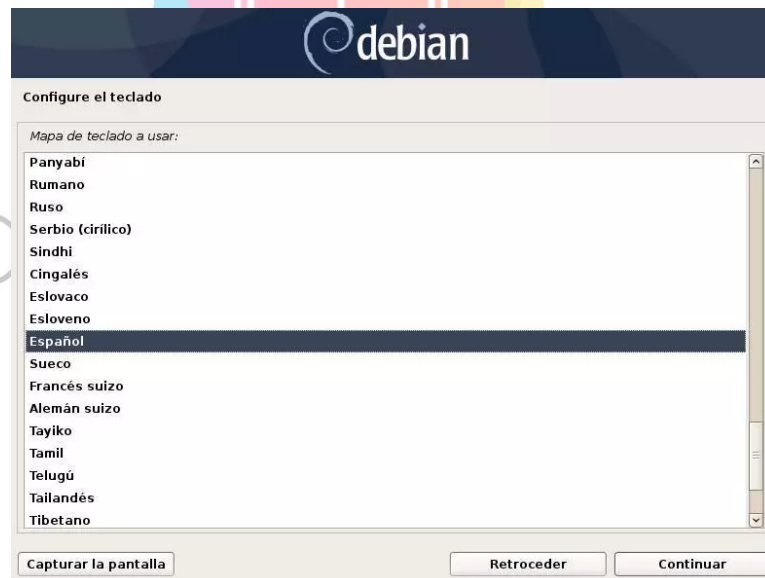 debian
Configure el teclado
Mapa de teclado a usar:
Panyabí
Rumano
Ruso
Serbio (cirílico)
Sindhi
Cingalés
Eslovaco
Esloveno
Español
Sueco
Francés suizo
Alemán suizo
Tayiko
Tamil
Telugú
Tailandés
Tibetano
Capturar la pantalla
Retroceder
Continuar